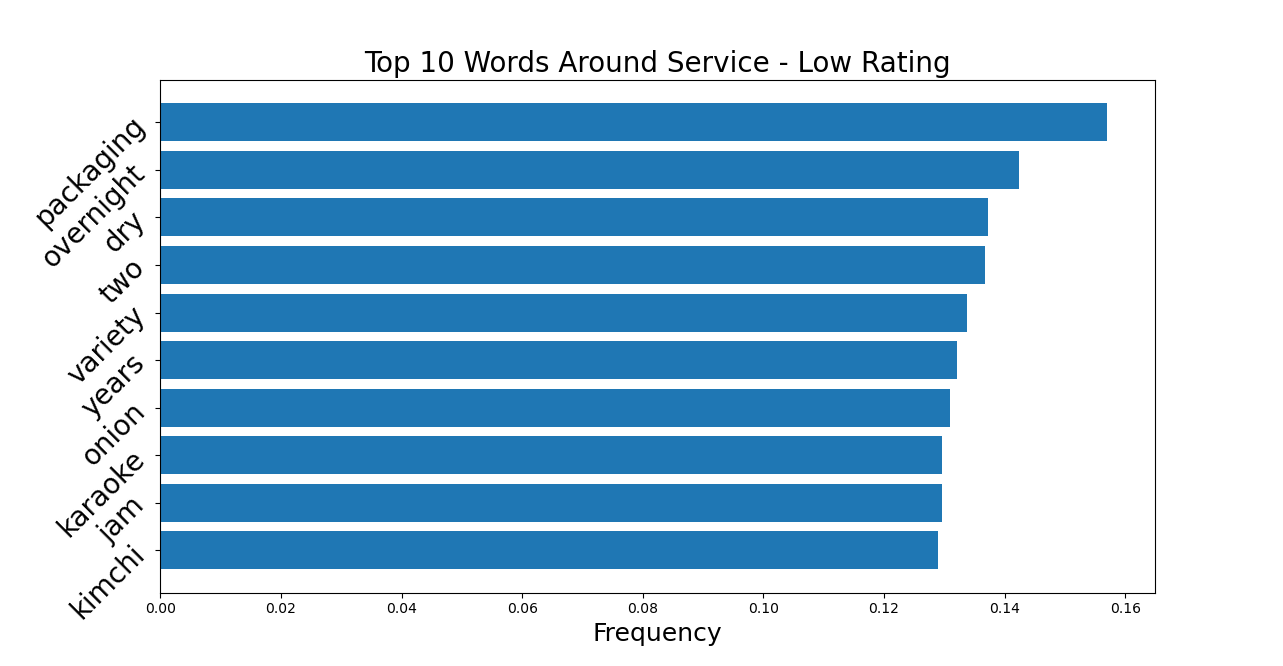 Top 10 Words Around Service - Low Rating
packaging
overnight
dry
two
variety
years
onion
karaoke
jam
kimchi
0.00 0.02 0.04 0.06 0.08 0.10 0.12 0.14 0.16
Frequency